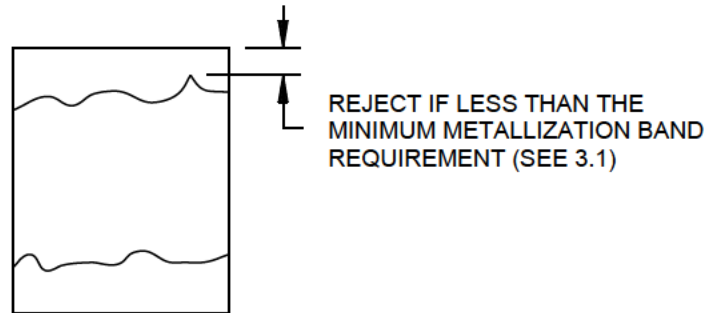 REJECT IF LESS THAN THE
MINIMUM METALLIZATION BAND
REQUIREMENT (SEE 3.1)